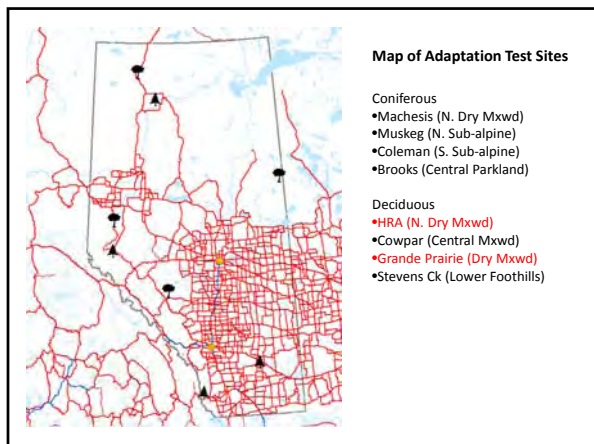 Map of Adaptation Test Sites
Coniferous
•Machesis (N. Dry Mxwd)
•Muskeg (N. Sub-alpine)
•Coleman (S. Sub-alpine)
•Brooks (Central Parkland)
Deciduous
•HRA (N. Dry Mxwd)
•Cowpar (Central Mxwd)
•Grande Prairie (Dry Mxwd)
•Stevens Ck (Lower Foothills)